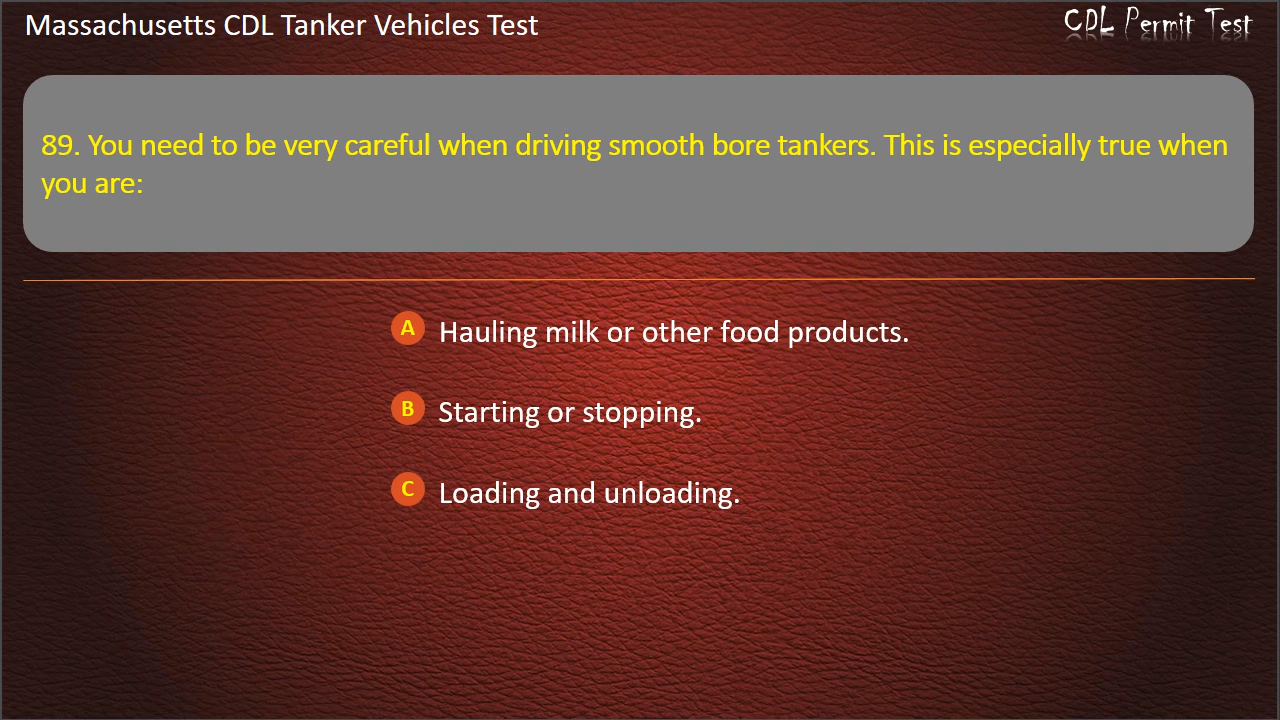 Massachusetts CDL Tanker Vehicles Test
CDL Permit Test
89. You need to be very careful when driving smooth bore tankers. This is especially true when
you are:
A Hauling milk or other food products.
B Starting or stopping.
C Loading and unloading.